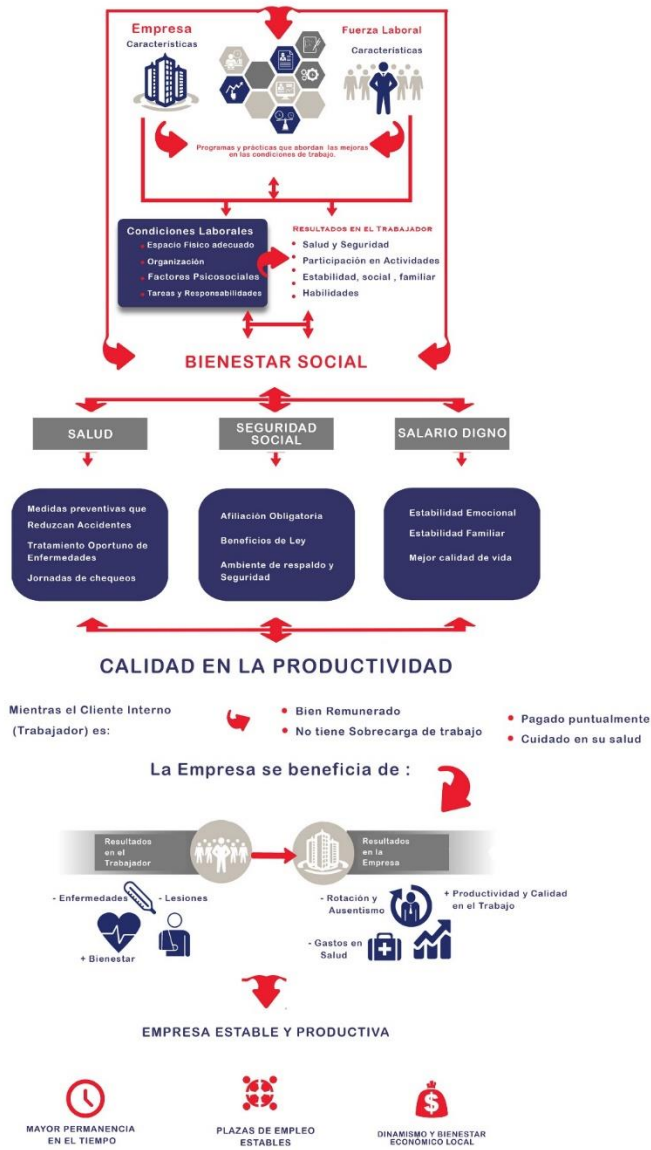 Empresa
Características
Fuerza Laboral
Características
Programas y prácticas que abordan las mejoras
en las condiciones de trabajo.
Condiciones Laborales
Espacio Físico adecuado
Organización
Factores Psicosociales
Tareas y Responsabilidades
RESULTADOS EN EL TRABAJADOR
Salud y Seguridad
Participación en Actividades
Estabilidad, social , familiar
Habilidades
BIENESTAR SOCIAL
SALUD
SEGURIDAD
SOCIAL
SALARIO DIGNO
Medidas preventivas que
Reduzcan Accidentes
Tratamiento Oportuno de
Enfermedades
Jornadas de chequeos
Afiliación Obligatoria
Beneficios de Ley
Ambiente de respaldo y
Seguridad
Estabilidad Emocional
Estabilidad Familiar
Mejor calidad de vida
CALIDAD EN LA PRODUCTIVIDAD
Mientras el Cliente Interno
(Trabajador) es:
Bien Remunerado
No tiene Sobrecarga de trabajo
Pagado puntualmente
Cuidado en su salud
La Empresa se beneficia de :
Resultados
en el
Trabajador
Resultados
en la
Empresa
- Enfermedades
- Lesiones
+ Bienestar
- Rotación y
Ausentismo
+ Productividad y Calidad
en el Trabajo
- Gastos en
Salud
EMPRESA ESTABLE Y PRODUCTIVA
MAYOR PERMANENCIA
EN EL TIEMPO
PLAZAS DE EMPLEO
ESTABLES
$
DINAMISMO Y BIENESTAR
ECONÓMICO LOCAL